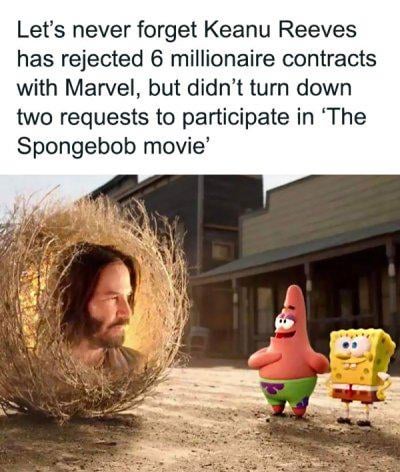 Let’s never forget Keanu Reeves
has rejected 6 millionaire contracts
with Marvel, but didn’t turn down
two requests to participate in ‘The
Spongebob movie’